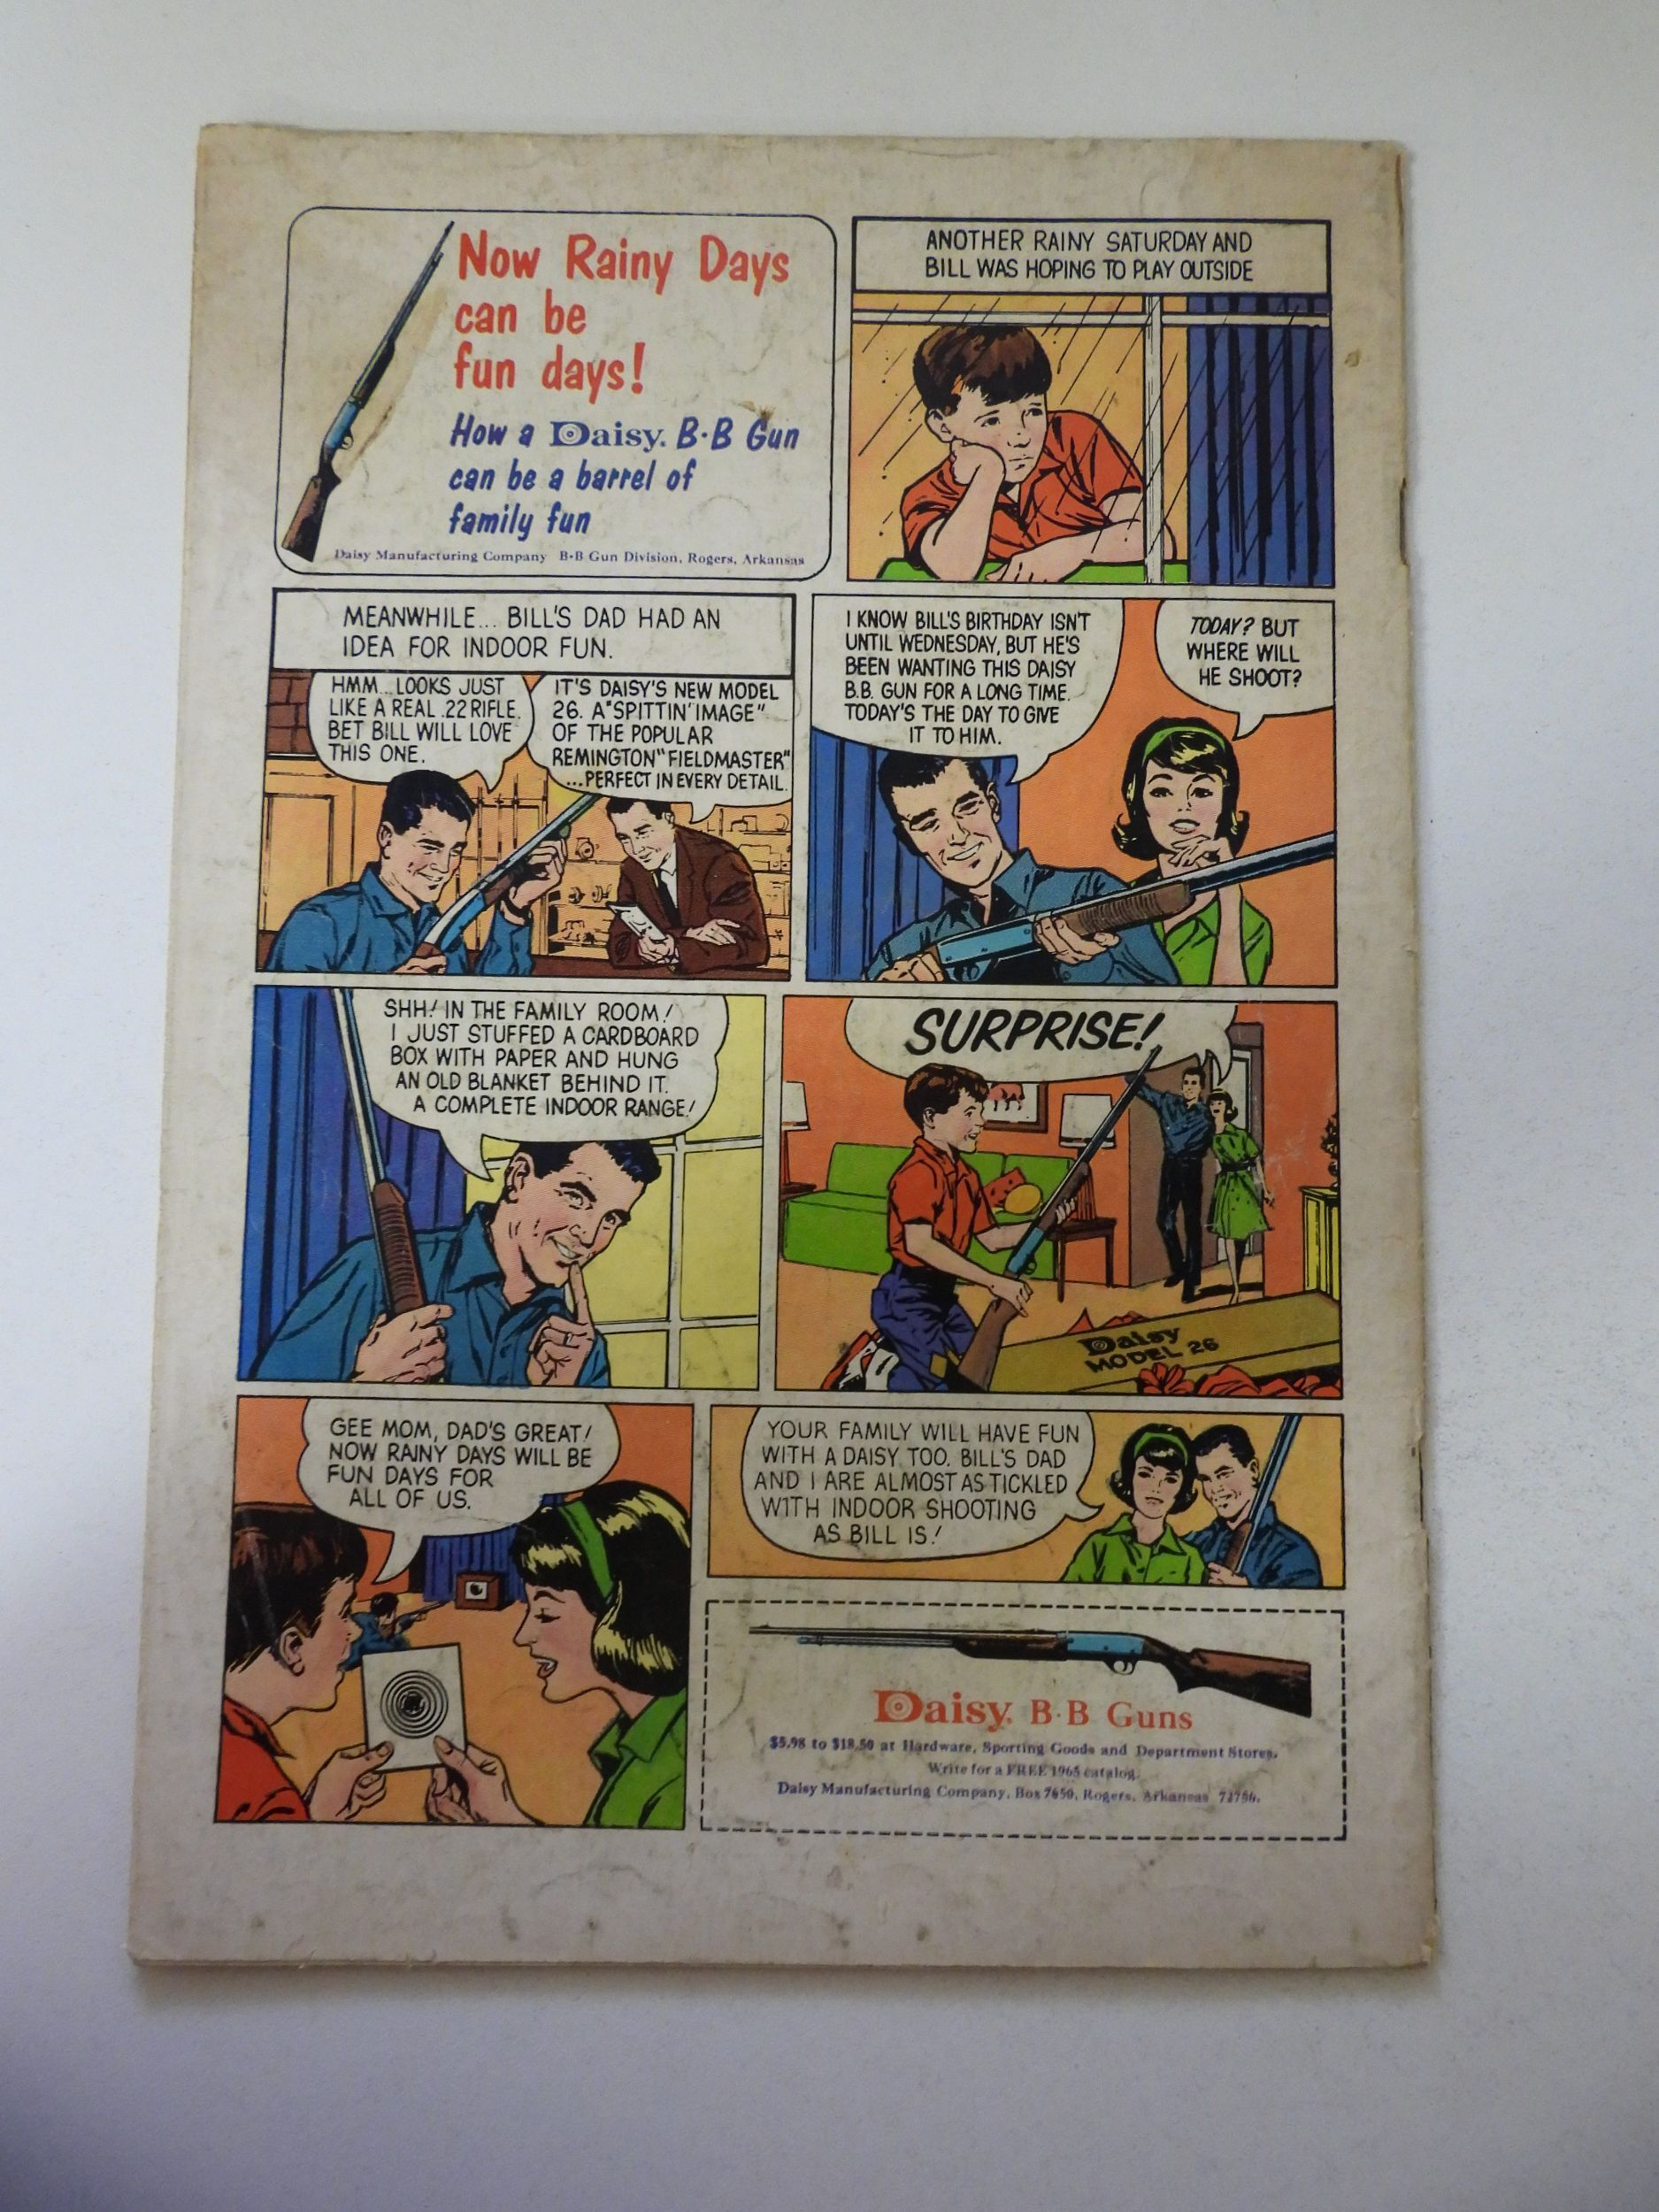 Now Rainy Days
can be
fun days!
How a Daisy. B·B Gun
can be a barrel of
family fun
Daisy Manufacturing Company B·B Gun Division, Rogers, Arkansas
ANOTHER RAINY SATURDAY AND
BILL WAS HOPING TO PLAY OUTSIDE
MEANWHILE... BILL'S DAD HAD AN
IDEA FOR INDOOR FUN.
HMM...LOOKS JUST
LIKE A REAL .22 RIFLE.
BET BILL WILL LOVE
THIS ONE.
IT'S DAISY'S NEW MODEL
26. A "SPITTIN' IMAGE"
OF THE POPULAR
REMINGTON "FIELDMASTER"
...PERFECT IN EVERY DETAIL.
I KNOW BILL'S BIRTHDAY ISN'T
UNTIL WEDNESDAY, BUT HE'S
BEEN WANTING THIS DAISY
B.B. GUN FOR A LONG TIME.
TODAY'S THE DAY TO GIVE
IT TO HIM.
TODAY? BUT
WHERE WILL
HE SHOOT?
SHH! IN THE FAMILY ROOM!
I JUST STUFFED A CARDBOARD
BOX WITH PAPER AND HUNG
AN OLD BLANKET BEHIND IT.
A COMPLETE INDOOR RANGE!
SURPRISE!
Daisy
MODEL 26
GEE MOM, DAD'S GREAT!
NOW RAINY DAYS WILL BE
FUN DAYS FOR
ALL OF US.
YOUR FAMILY WILL HAVE FUN
WITH A DAISY TOO. BILL'S DAD
AND I ARE ALMOST AS TICKLED
WITH INDOOR SHOOTING
AS BILL IS!
Daisy. B·B Guns
$5.98 to $18.50 at Hardware, Sporting Goods and Department Stores.
Write for a FREE 1965 catalog.
Daisy Manufacturing Company, Box 7650, Rogers, Arkansas 72756.